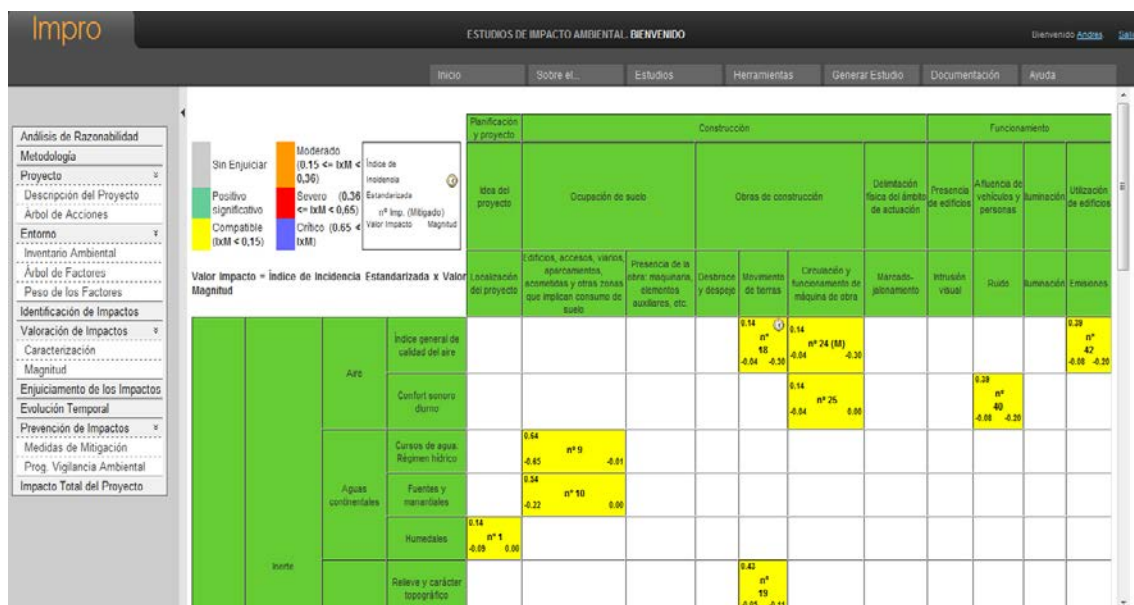 Impro
ESTUDIOS DE IMPACTO AMBIENTAL. BIENVENIDO
Bienvenido Andres
Inicio
Sobre el...
Estudios
Herramientas
Generar Estudio
Documentación
Ayuda
Análisis de Razonabilidad
Metodología
Proyecto
Descripción del Proyecto
Árbol de Acciones
Entorno
Inventario Ambiental
Árbol de Factores
Peso de los Factores
Identificación de Impactos
Valoración de Impactos
Caracterización
Magnitud
Enjuiciamento de los Impactos
Evolución Temporal
Prevención de Impactos
Medidas de Mitigación
Prog. Vigilancia Ambiental
Impacto Total del Proyecto
Sin Enjuiciar
Positivo
significativo
Compatible
(IxM < 0,15)
Moderado
(0.15 <= IxM <
0,36)
Severo (0.36
<= IxM < 0,65)
Crítico (0.65 <
IxM)
Índice de
Incidencia
Estandarizada
nº Imp. (Mitigado)
Valor Impacto Magnitud
Valor Impacto = Índice de Incidencia Estandarizada x Valor
Magnitud
Planificación
y proyecto
Construcción
Funcionamiento
Idea del
proyecto
Ocupación de suelo
Obras de construcción
Delimitación
física del ámbito
de actuación
Presencia
de edificios
Afluencia de
vehículos y
personas
Iluminación
Utilización
de edificios
Localización
del proyecto
Edificios, accesos, viarios,
aparcamientos,
acometidas y otras zonas
que implican consumo de
suelo
Presencia de la
obra: maquinaria,
elementos
auxiliares, etc.
Desbroce
y despeje
Movimiento
de tierras
Circulación y
funcionamiento de
máquina de obra
Marcado-
jalonamiento
Intrusión
visual
Ruido
Iluminación
Emisiones
Inerte
Aire
Índice general de
calidad del aire
0.14
nº
18
-0.04 -0.30
0.14
nº 24 (M)
-0.04 -0.30
0.39
nº
42
-0.08 -0.20
Confort sonoro
diurno
0.14
nº 25
-0.04 0.00
0.39
nº
40
-0.08 -0.20
Aguas
continentales
Cursos de agua.
Régimen hídrico
0.64
nº 9
-0.65 -0.01
Fuentes y
manantiales
0.54
nº 10
-0.22 0.00
Humedales
0.14
nº 1
-0.09 0.00
Relieve y carácter
topográfico
0.43
nº
19